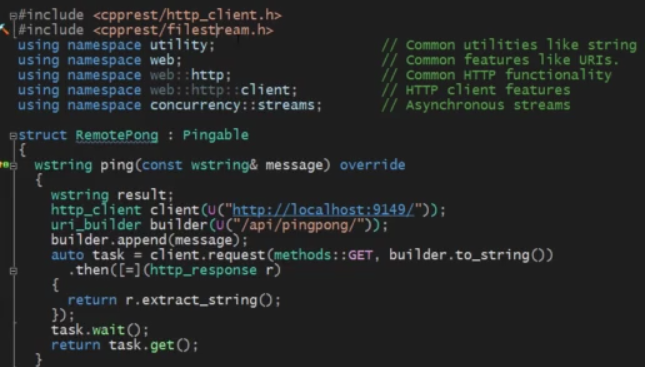 #include <cpprest/http_client.h>
#include <cpprest/filestream.h>
using namespace utility; // Common utilities like string
using namespace web; // Common features like URIs.
using namespace web::http; // Common HTTP functionality
using namespace web::http::client; // HTTP client features
using namespace concurrency::streams; // Asynchronous streams
struct RemotePong : Pingable
{
wstring ping(const wstring& message) override
{
wstring result;
http_client client(U("http://localhost:9149/"));
uri_builder builder(U("/api/pingpong/"));
builder.append(message);
auto task = client.request(methods::GET, builder.to_string())
.then([=](http_response r)
{
return r.extract_string();
});
task.wait();
return task.get();
}